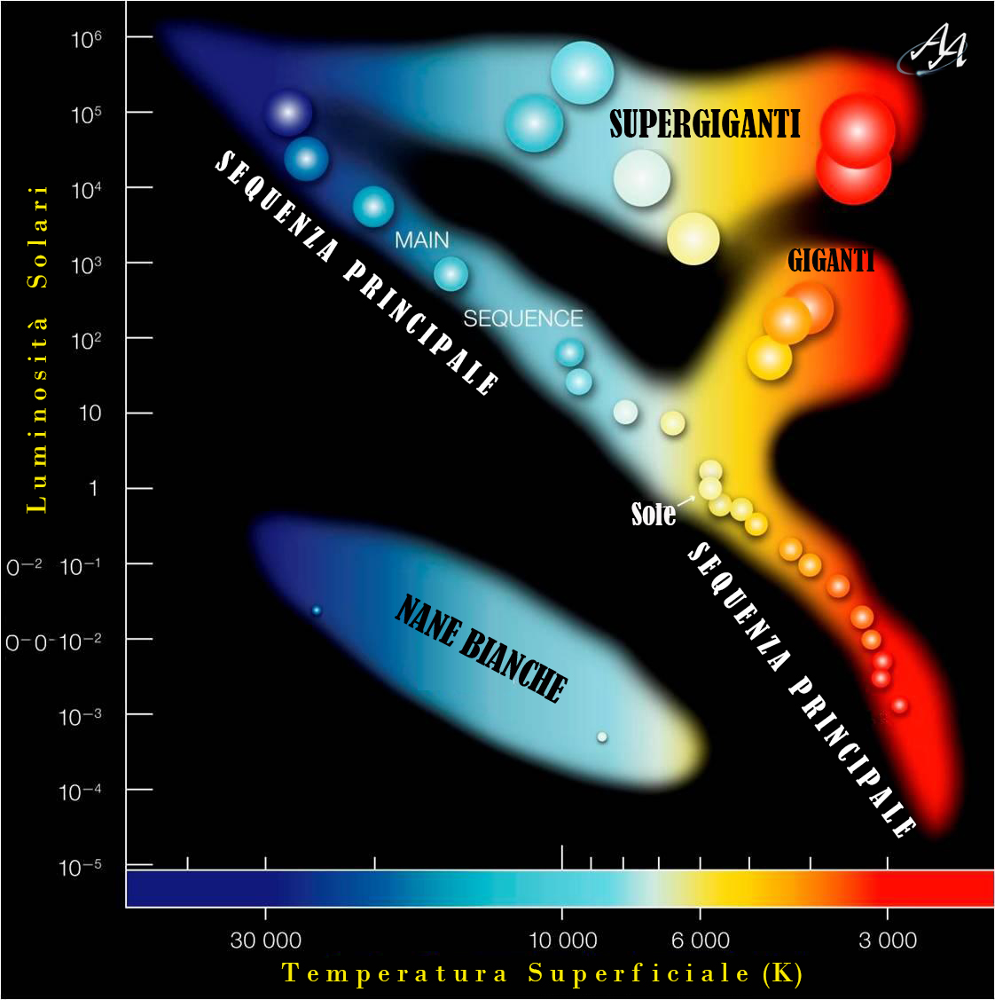 AA
10⁶
10⁵
SUPERGIGANTI
10⁴
MAIN
SEQUENZA PRINCIPALE
10³
GIGANTI
SEQUENCE
10²
10
1
Sole
O⁻² 10⁻¹
O⁻O⁻10⁻²
NANE BIANCHE
SEQUENZA PRINCIPALE
10⁻³
10⁻⁴
10⁻⁵
Luminosità Solari
30 000 10 000 6 000 3 000
Temperatura Superficiale (K)